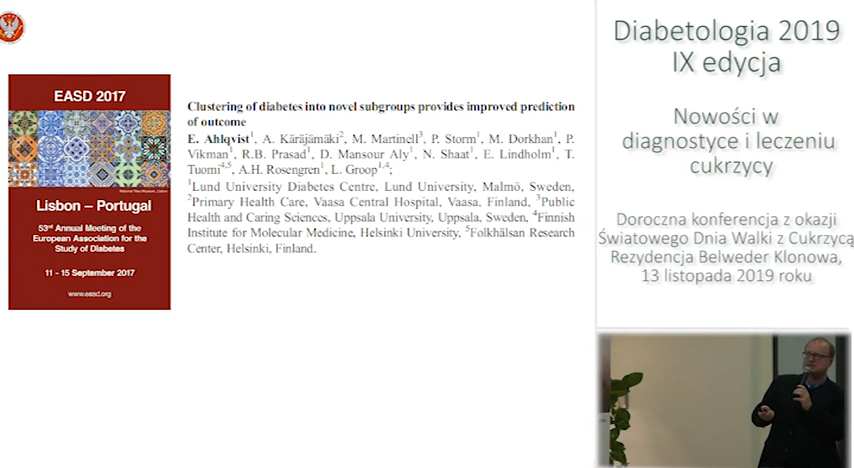 EASD 2017
National Tiles Museum, Lisbon
Lisbon – Portugal
53rd Annual Meeting of the
European Association for the
Study of Diabetes
11 - 15 September 2017
www.easd.org
Clustering of diabetes into novel subgroups provides improved prediction
of outcome
E. Ahlqvist1, A. Käräjämäki2, M. Martinell3, P. Storm1, M. Dorkhan1, P.
Vikman1, R.B. Prasad1, D. Mansour Aly1, N. Shaat1, E. Lindholm1, T.
Tuomi4,5, A.H. Rosengren1, L. Groop1,4;
1Lund University Diabetes Centre, Lund University, Malmö, Sweden,
2Primary Health Care, Vaasa Central Hospital, Vaasa, Finland, 3Public
Health and Caring Sciences, Uppsala University, Uppsala, Sweden, 4Finnish
Institute for Molecular Medicine, Helsinki University, 5Folkhälsan Research
Center, Helsinki, Finland.
Diabetologia 2019
IX edycja
Nowości w
diagnostyce i leczeniu
cukrzycy
Doroczna konferencja z okazji
Światowego Dnia Walki z Cukrzycą
Rezydencja Belweder Klonowa,
13 listopada 2019 roku